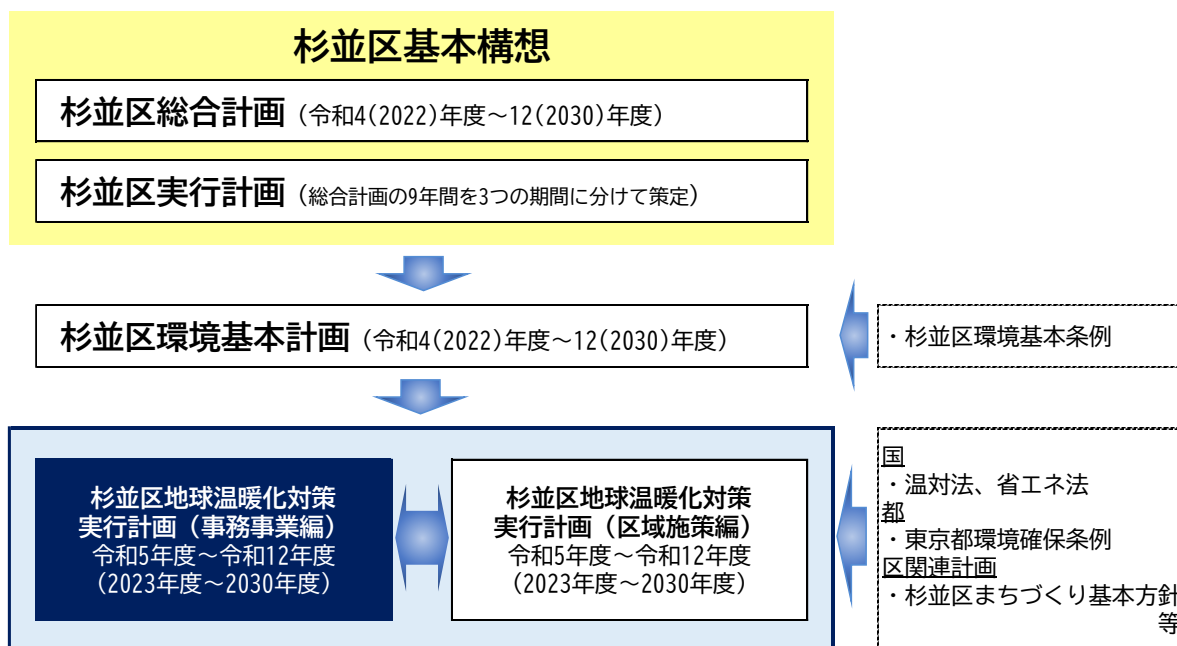 杉並区基本構想
杉並区総合計画（令和4(2022)年度～12(2030)年度）
杉並区実行計画（総合計画の9年間を3つの期間に分けて策定）
杉並区環境基本計画（令和4(2022)年度～12(2030)年度）
・杉並区環境基本条例
杉並区地球温暖化対策
実行計画（事務事業編）
令和5年度～令和12年度
（2023年度～2030年度）
杉並区地球温暖化対策
実行計画（区域施策編）
令和5年度～令和12年度
（2023年度～2030年度）
国
・温対法、省エネ法
都
・東京都環境確保条例
区関連計画
・杉並区まちづくり基本方針
等